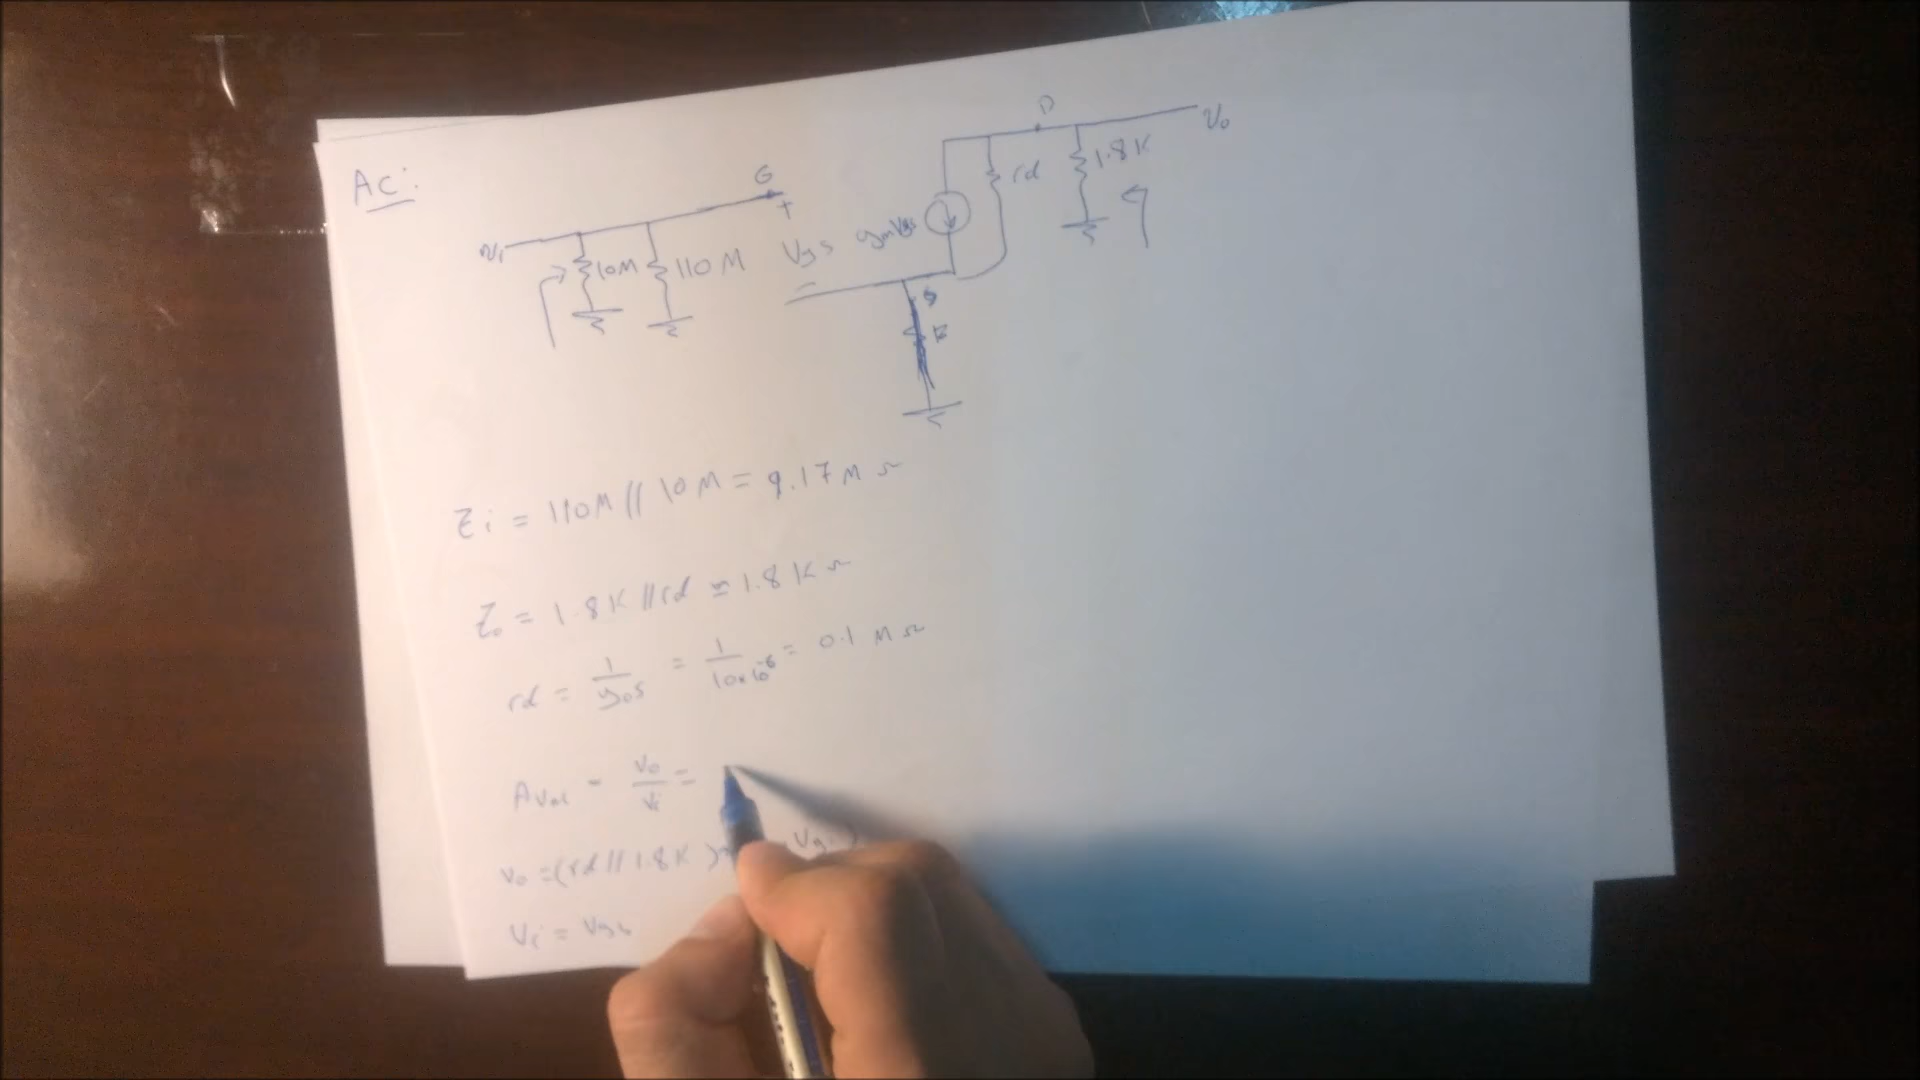 AC:
G
+
Vi
10M
110 M
Vgs
-
gmVgs
rd
D
1.8K
Vo
S
Zi = 110M // 10M = 9.17M Ω
Zo = 1.8K // rd ≃ 1.8K Ω
rd = 1/yos = 1/10×10⁻⁶ = 0.1 MΩ
= Vo/Vi =
Vo = (rd // 1.8K)
Vi = Vgs